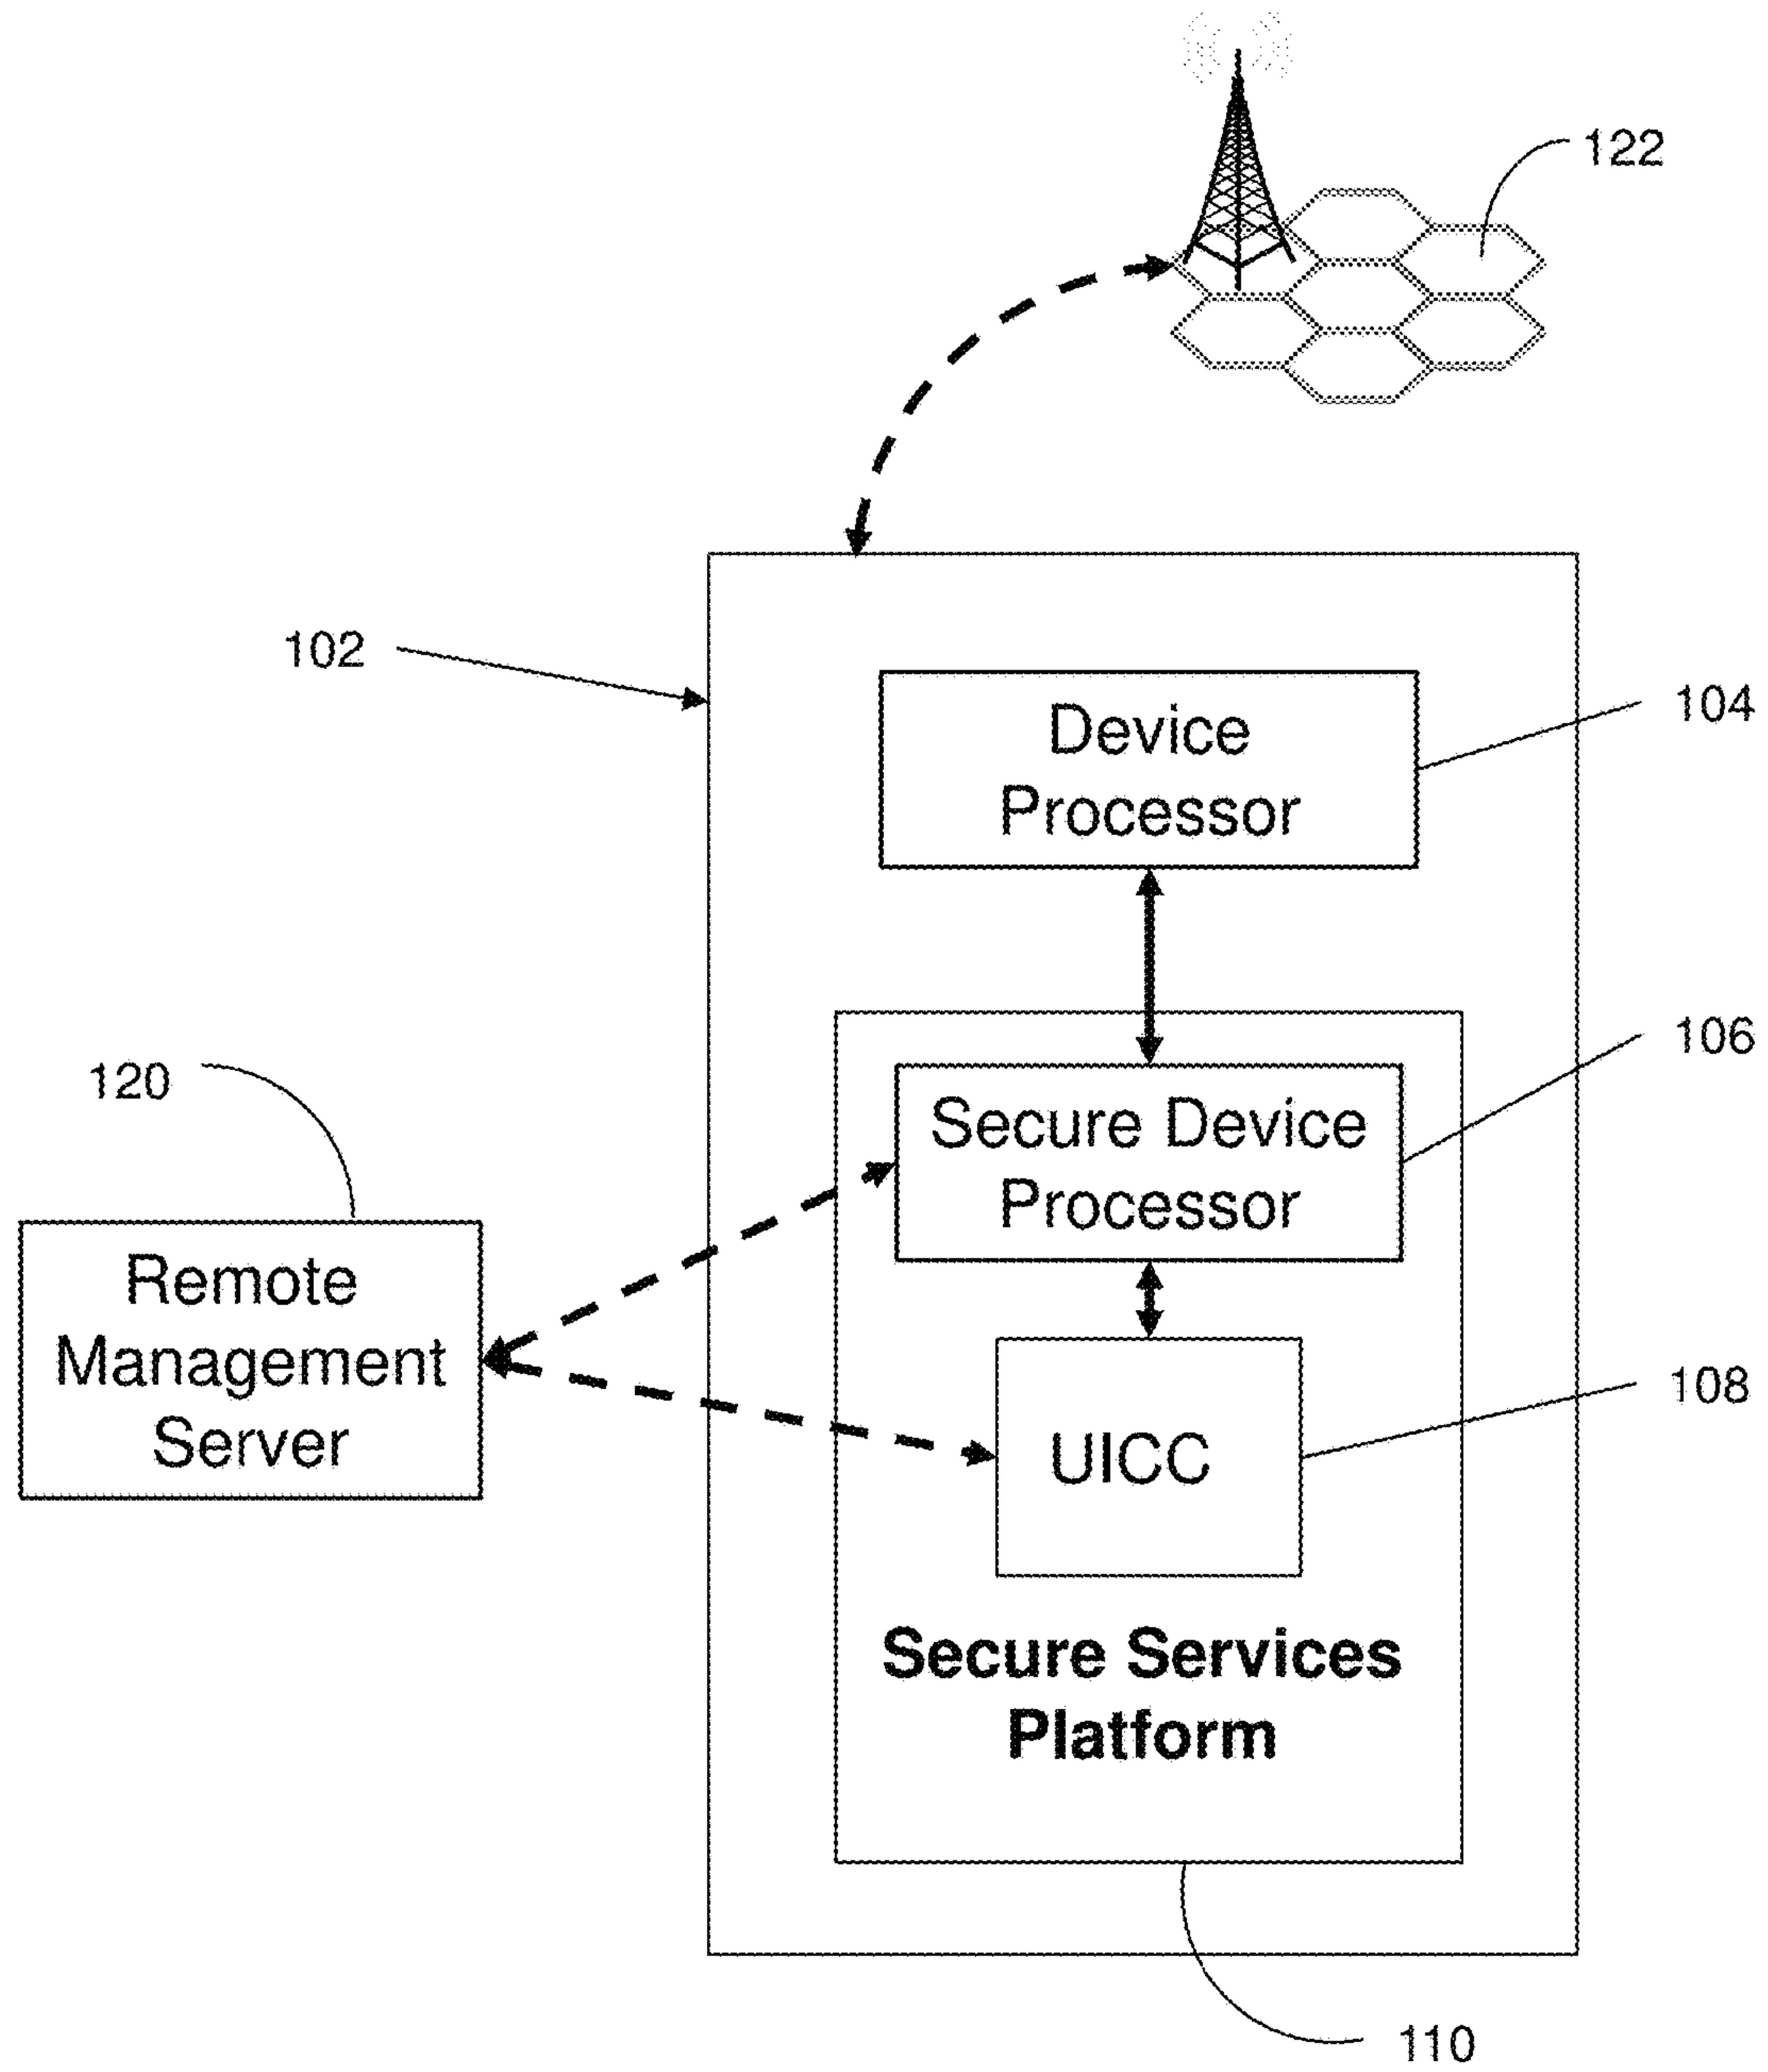 122
102
Device
Processor
104
106
120
Secure Device
Processor
Remote
Management
Server
108
UICC
Secure Services
Platform
110